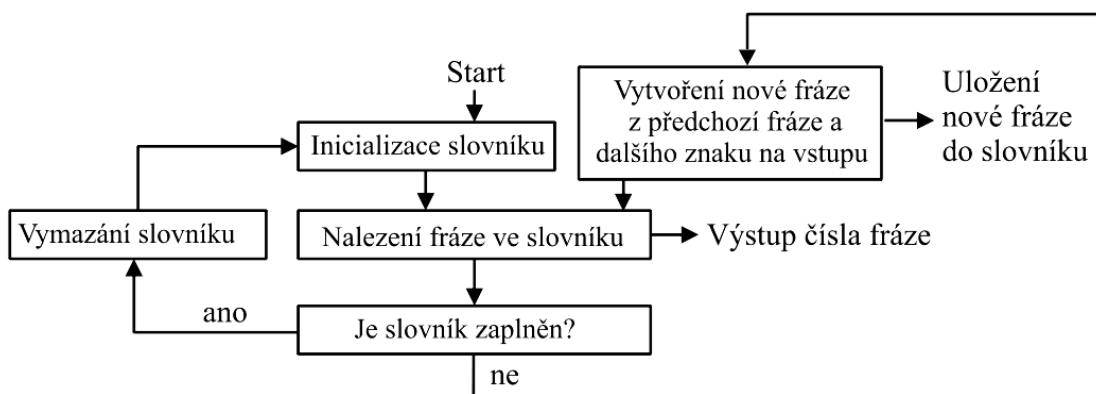 Start
Vytvoření nové fráze
z předchozí fráze a
dalšího znaku na vstupu
Uložení
nové fráze
do slovníku
Inicializace slovníku
Vymazání slovníku
Nalezení fráze ve slovníku
Výstup čísla fráze
ano
Je slovník zaplněn?
ne